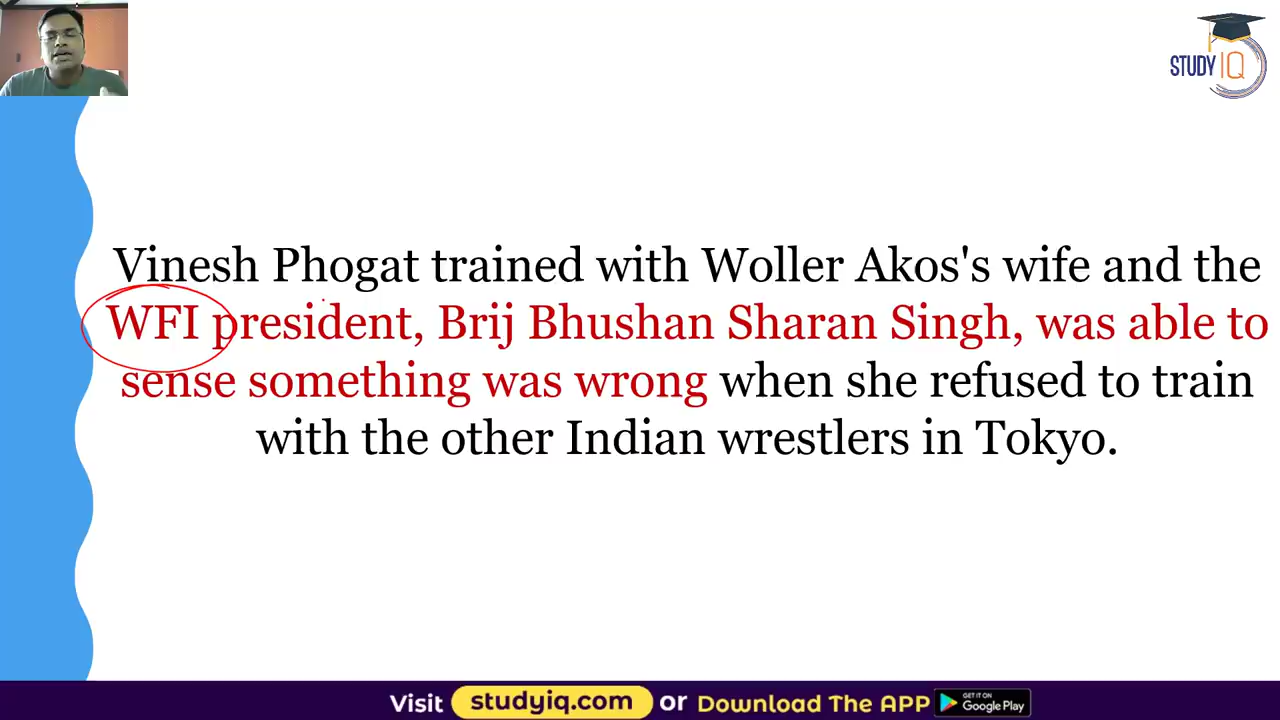 STUDY IQ
Vinesh Phogat trained with Woller Akos's wife and the
WFI president, Brij Bhushan Sharan Singh, was able to
sense something was wrong when she refused to train
with the other Indian wrestlers in Tokyo.
Visit studyiq.com or Download The APP GET IT ON Google Play